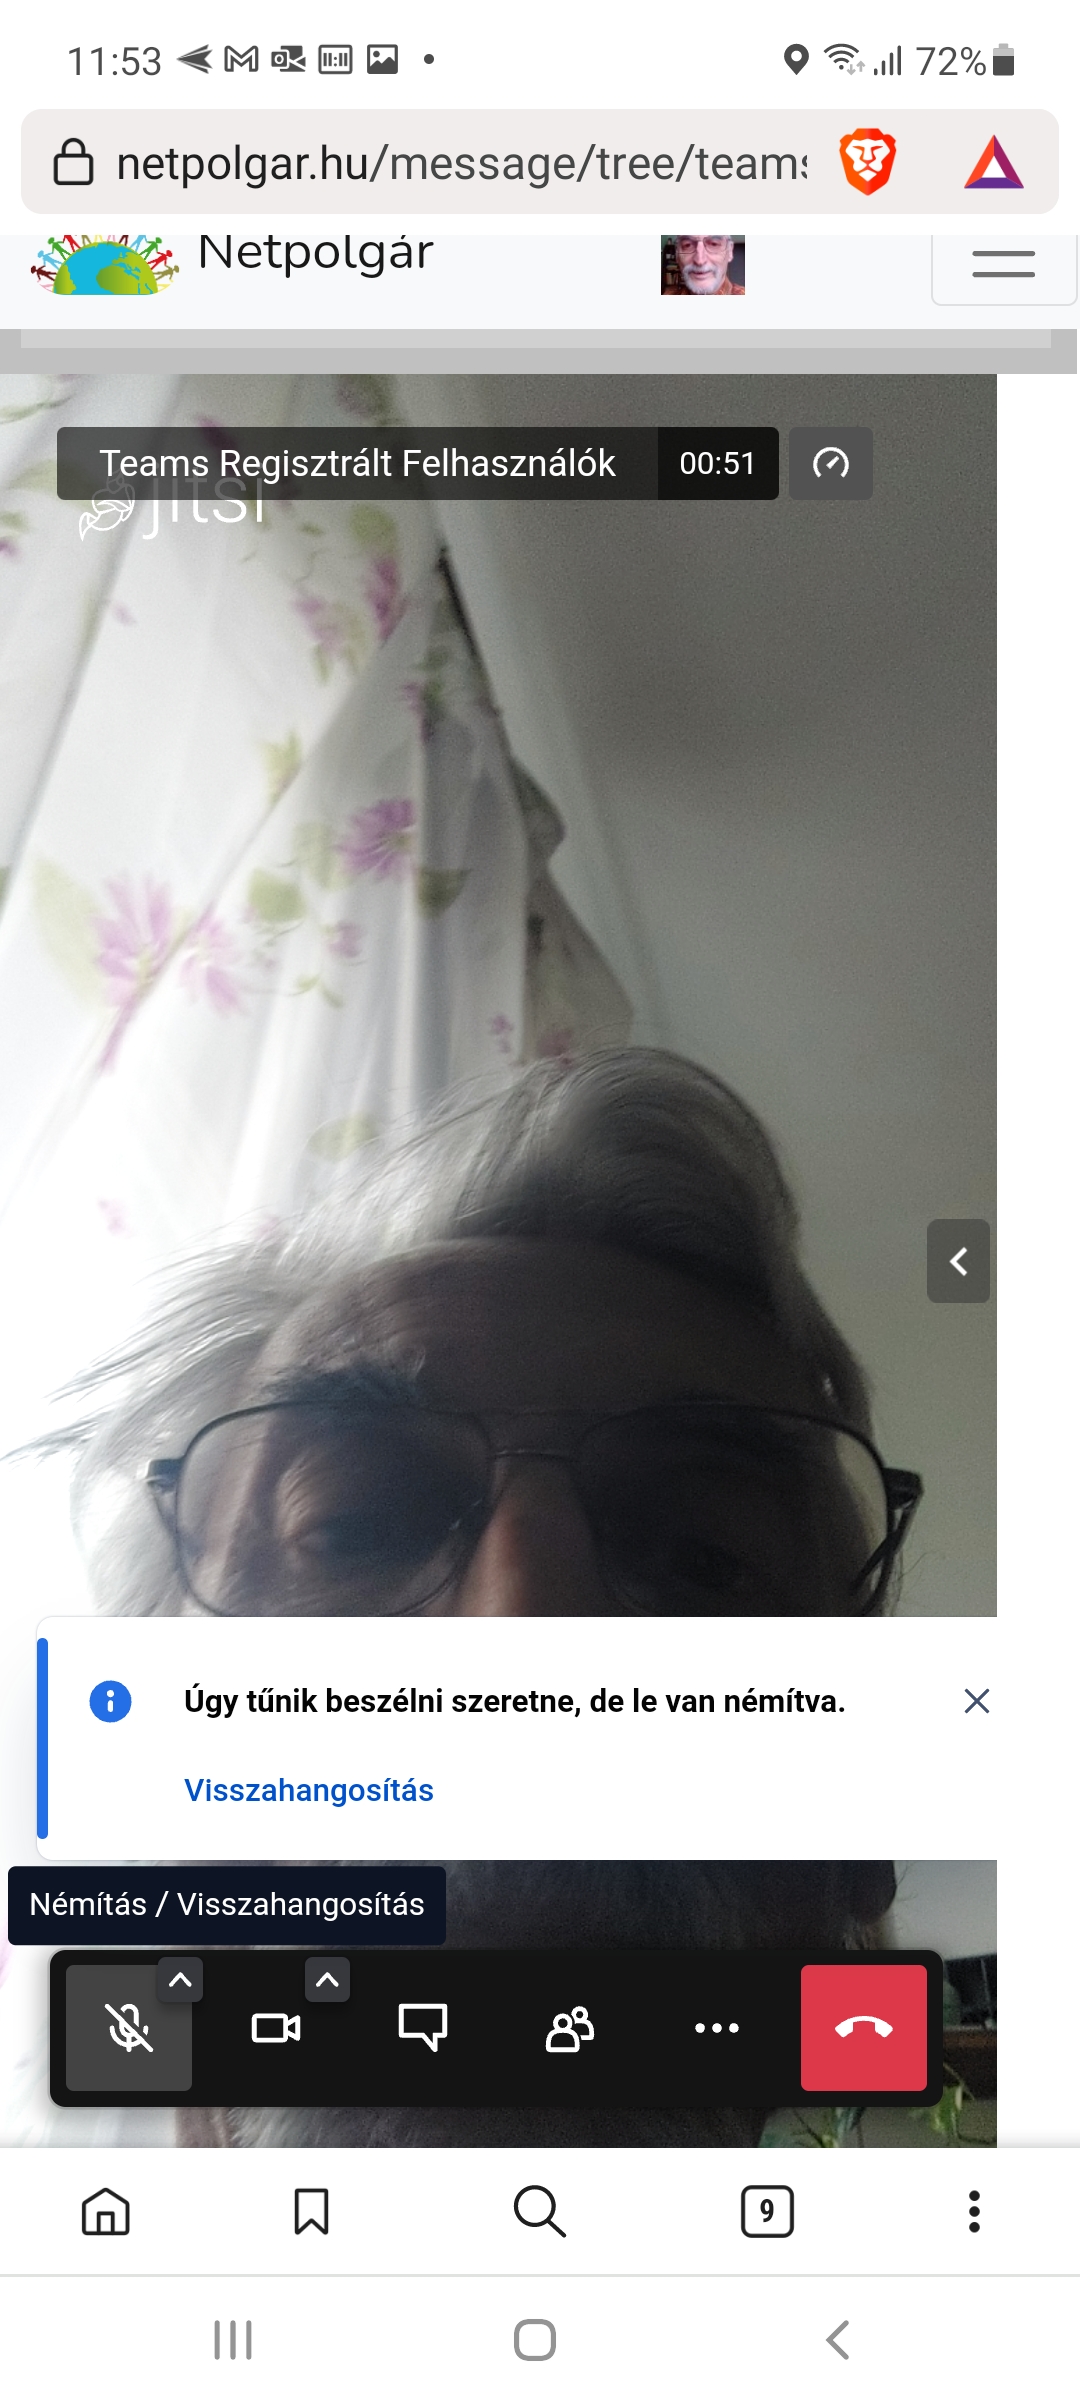 11:53
72%
netpolgar.hu/message/tree/teams
Netpolgár
Teams Regisztrált Felhasználók 00:51
jitsi
Úgy tűnik beszélni szeretne, de le van némítva.
Visszahangosítás
Némítás / Visszahangosítás
9